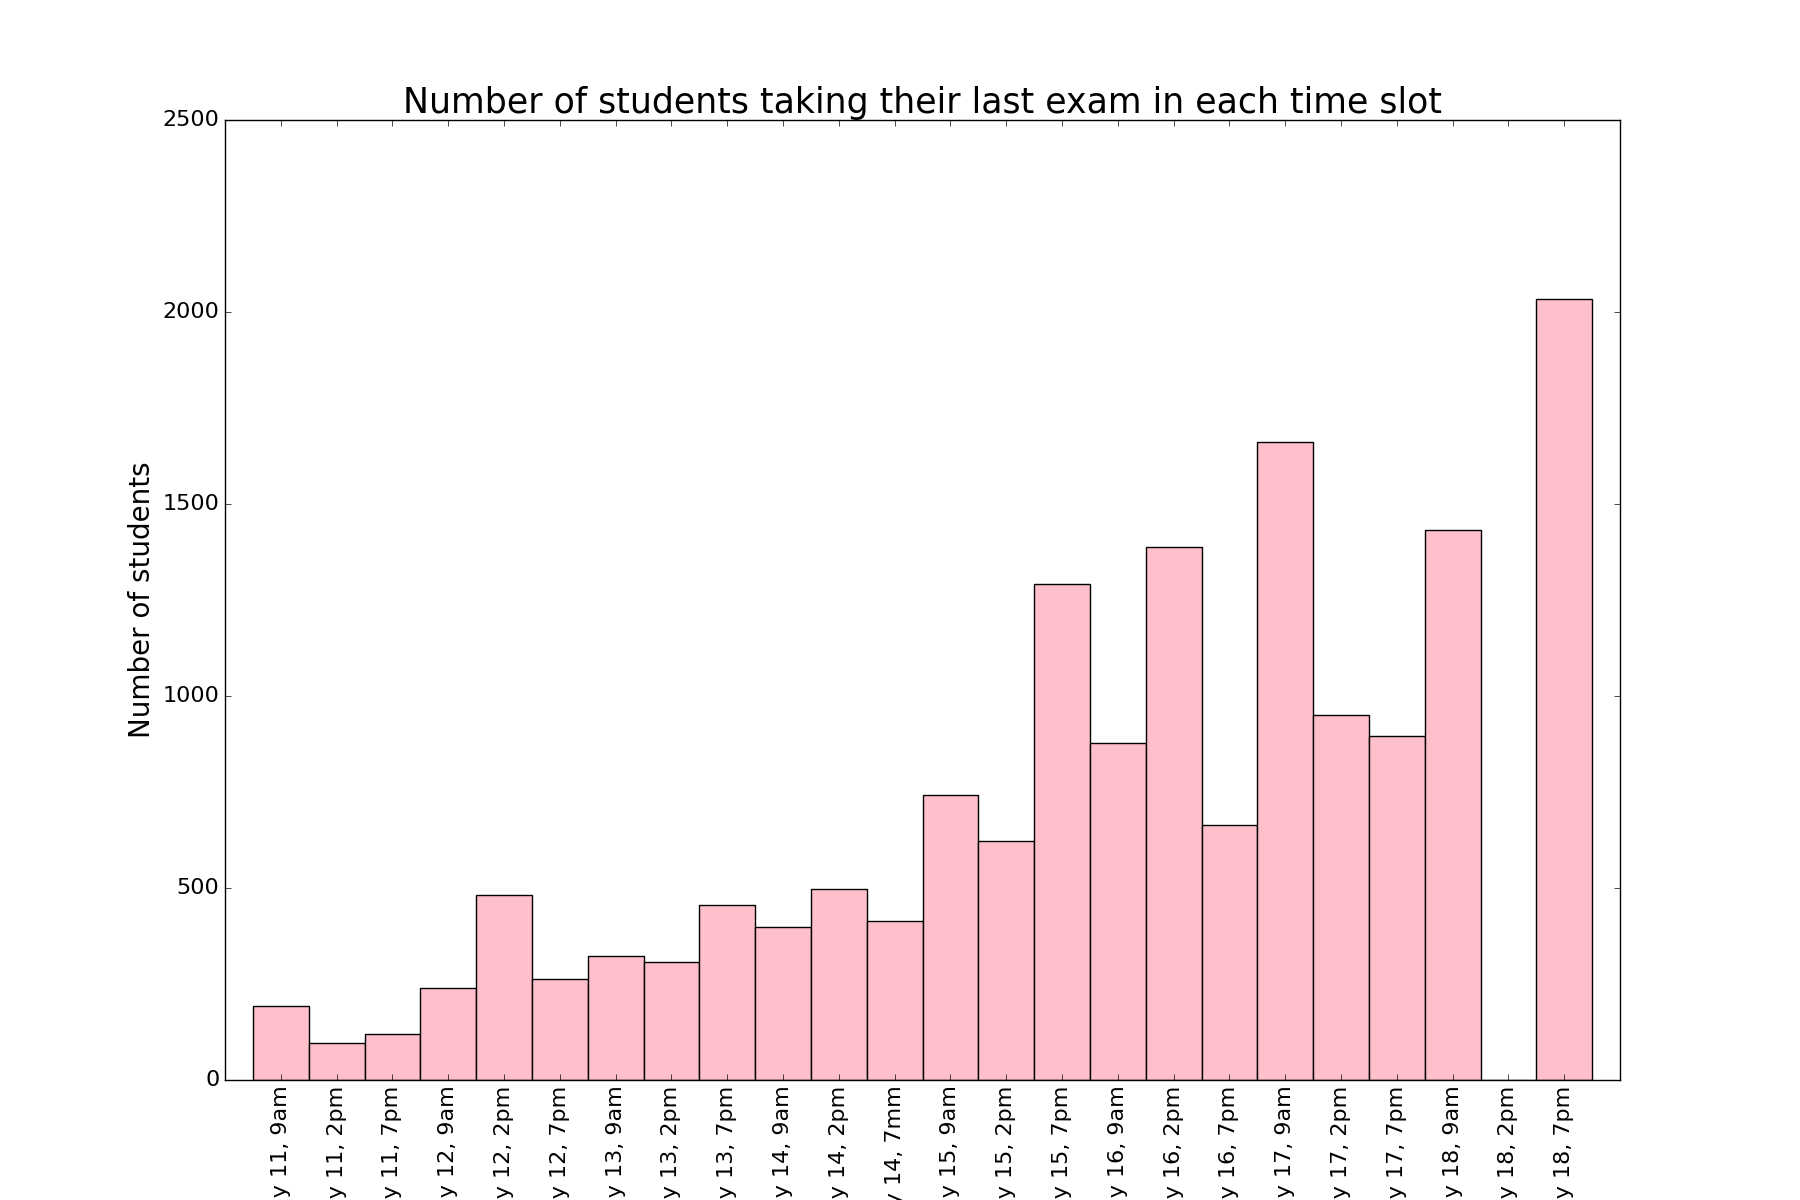 Number of students taking their last exam in each time slot
2500
2000
1500
1000
500
0
Number of students
y 11, 9am
y 11, 2pm
y 11, 7pm
y 12, 9am
y 12, 2pm
y 12, 7pm
y 13, 9am
y 13, 2pm
y 13, 7pm
y 14, 9am
y 14, 2pm
y 14, 7mm
y 15, 9am
y 15, 2pm
y 15, 7pm
y 16, 9am
y 16, 2pm
y 16, 7pm
y 17, 9am
y 17, 2pm
y 17, 7pm
y 18, 9am
y 18, 2pm
y 18, 7pm